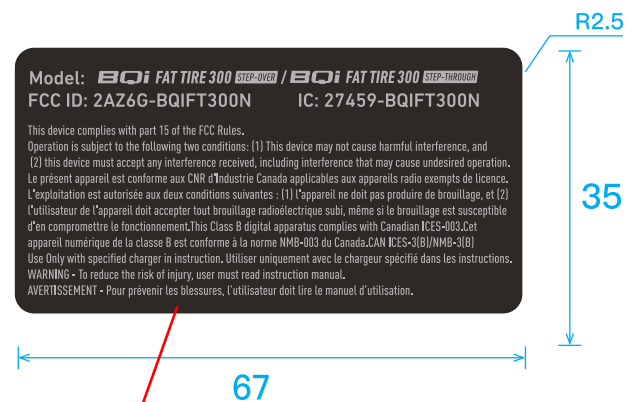 R2.5
Model: BQi FAT TIRE 300 STEP-OVER / BQi FAT TIRE 300 STEP-THROUGH
FCC ID: 2AZ6G-BQIFT300N IC: 27459-BQIFT300N
This device complies with part 15 of the FCC Rules.
Operation is subject to the following two conditions: (1) This device may not cause harmful interference, and
(2) this device must accept any interference received, including interference that may cause undesired operation.
Le présent appareil est conforme aux CNR d'Industrie Canada applicables aux appareils radio exempts de licence.
L'exploitation est autorisée aux deux conditions suivantes : (1) l'appareil ne doit pas produire de brouillage, et (2)
l'utilisateur de l'appareil doit accepter tout brouillage radioélectrique subi, même si le brouillage est susceptible
d'en compromettre le fonctionnement.This Class B digital apparatus complies with Canadian ICES-003.Cet
appareil numérique de la classe B est conforme à la norme NMB-003 du Canada.CAN ICES-3(B)/NMB-3(B)
Use Only with specified charger in instruction. Utiliser uniquement avec le chargeur spécifié dans les instructions.
WARNING - To reduce the risk of injury, user must read instruction manual.
AVERTISSEMENT - Pour prévenir les blessures, l'utilisateur doit lire le manuel d'utilisation.
35
67